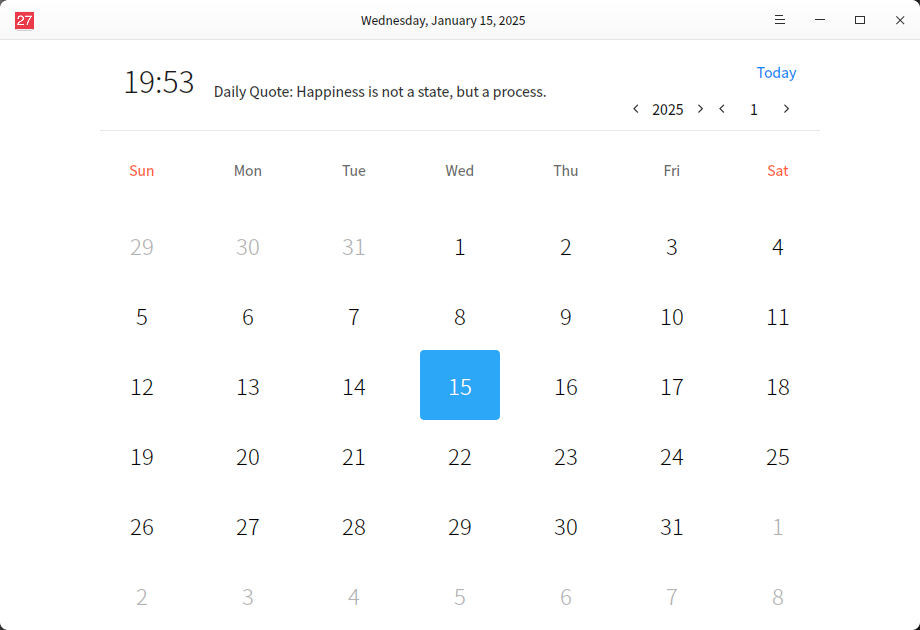 27 Wednesday, January 15, 2025
Today
19:53 Daily Quote: Happiness is not a state, but a process.
2025 1
Sun Mon Tue Wed Thu Fri Sat
29 30 31 1 2 3 4
5 6 7 8 9 10 11
12 13 14 15 16 17 18
19 20 21 22 23 24 25
26 27 28 29 30 31 1
2 3 4 5 6 7 8